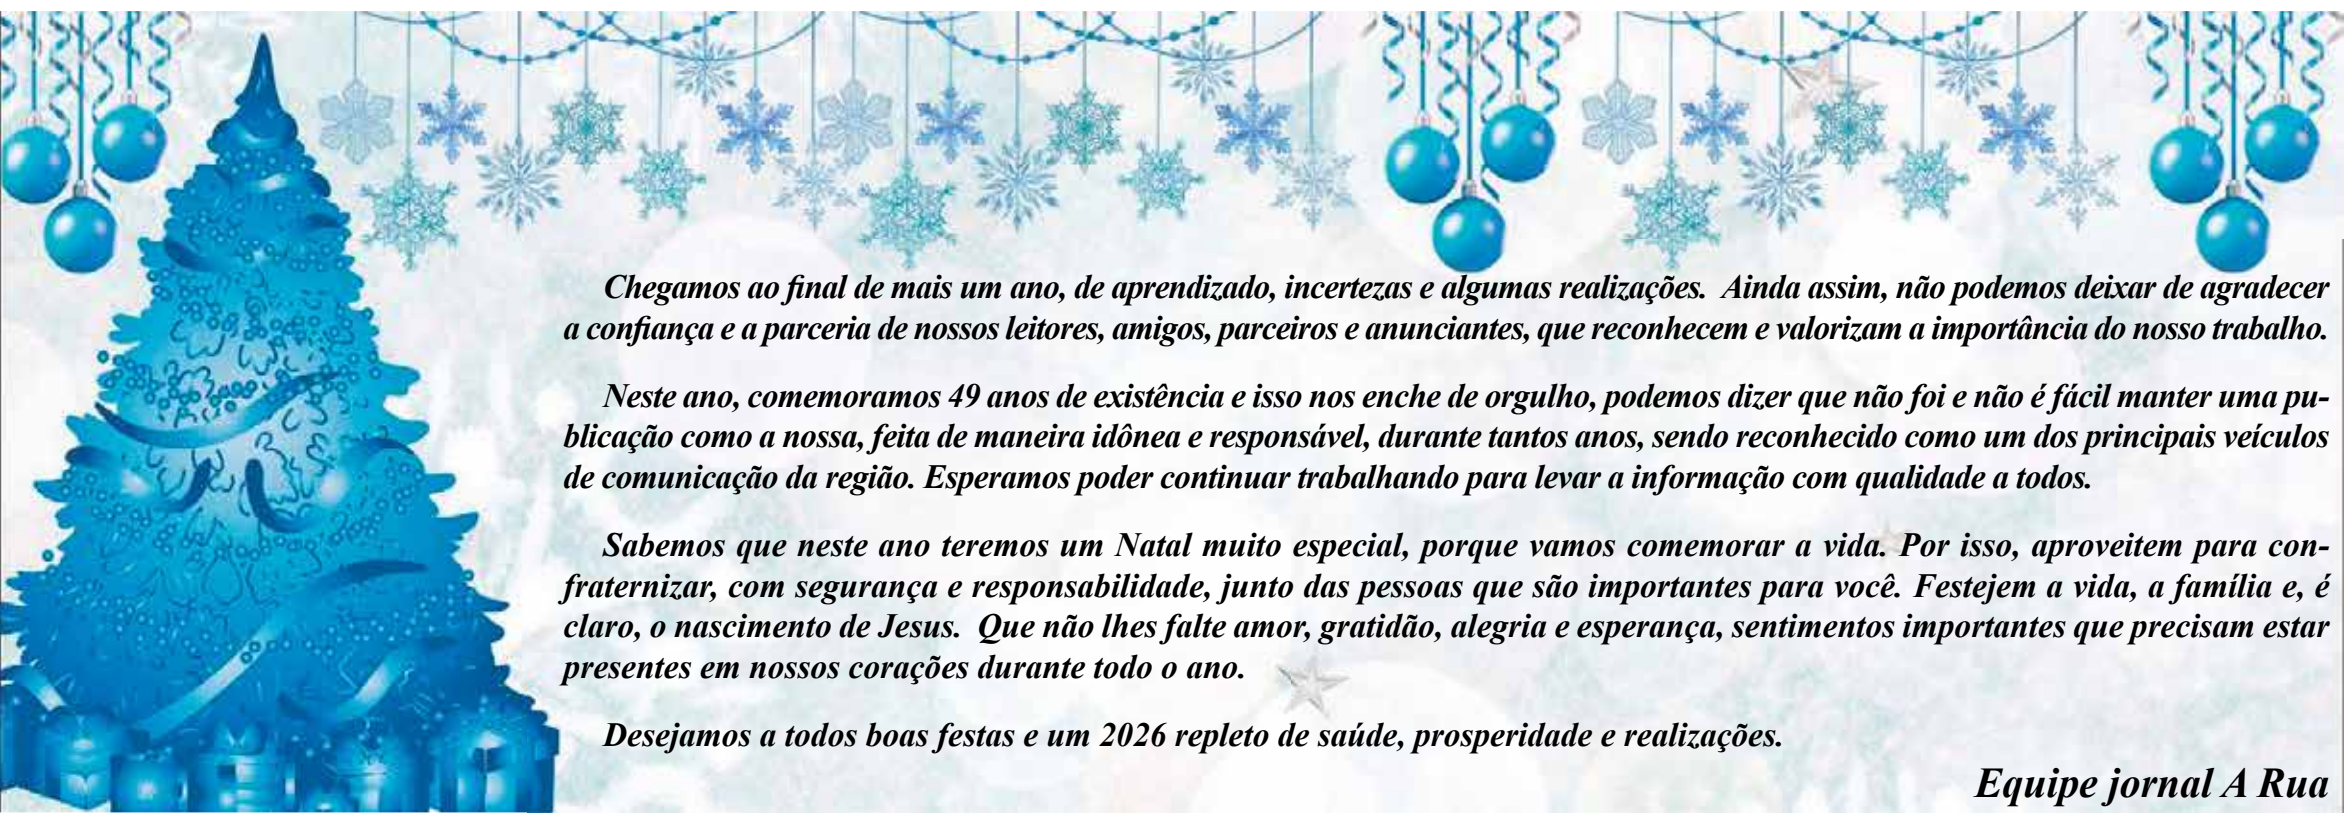 Chegamos ao final de mais um ano, de aprendizado, incertezas e algumas realizações.  Ainda assim, não podemos deixar de agradecer
a confiança e a parceria de nossos leitores, amigos, parceiros e anunciantes, que reconhecem e valorizam a importância do nosso trabalho.
Neste ano, comemoramos 49 anos de existência e isso nos enche de orgulho, podemos dizer que não foi e não é fácil manter uma pu-
blicação como a nossa, feita de maneira idônea e responsável, durante tantos anos, sendo reconhecido como um dos principais veículos
de comunicação da região. Esperamos poder continuar trabalhando para levar a informação com qualidade a todos.
Sabemos que neste ano teremos um Natal muito especial, porque vamos comemorar a vida. Por isso, aproveitem para con-
fraternizar, com segurança e responsabilidade, junto das pessoas que são importantes para você. Festejem a vida, a família e, é
claro, o nascimento de Jesus.  Que não lhes falte amor, gratidão, alegria e esperança, sentimentos importantes que precisam estar
presentes em nossos corações durante todo o ano.
Desejamos a todos boas festas e um 2026 repleto de saúde, prosperidade e realizações.
Equipe jornal A Rua